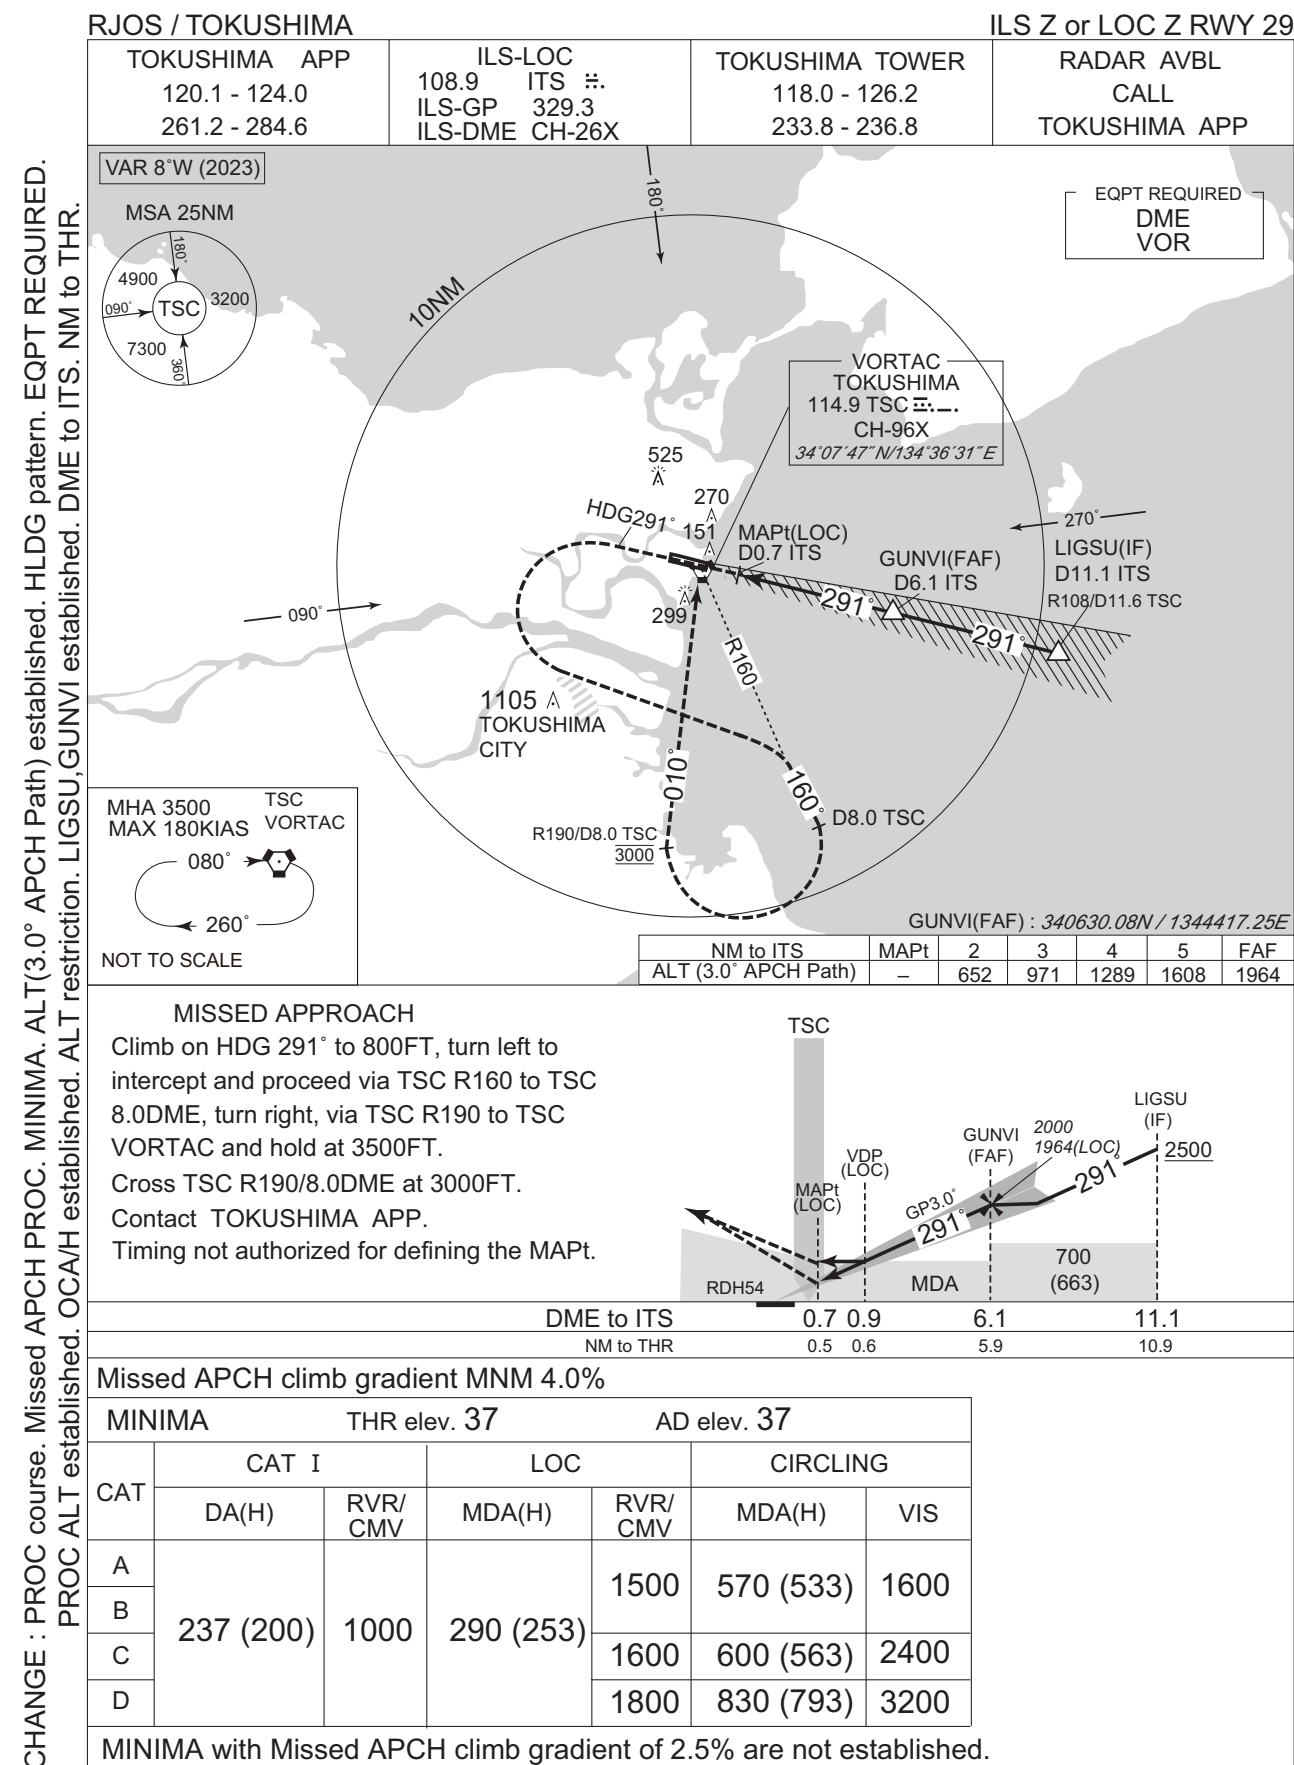 RJOS / TOKUSHIMA
ILS Z or LOC Z RWY 29
TOKUSHIMA APP
120.1 - 124.0
261.2 - 284.6
ILS-LOC
108.9 ITS
ILS-GP 329.3
ILS-DME CH-26X
TOKUSHIMA TOWER
118.0 - 126.2
233.8 - 236.8
RADAR AVBL
CALL
TOKUSHIMA APP
VAR 8°W (2023)
MSA 25NM
180°
4900
090°
TSC
3200
7300
360°
180°
10NM
EQPT REQUIRED
DME
VOR
VORTAC
TOKUSHIMA
114.9 TSC
CH-96X
34°07′47″N/134°36′31″E
525
270
HDG291°
151
MAPt(LOC)
D0.7 ITS
270°
GUNVI(FAF)
D6.1 ITS
LIGSU(IF)
D11.1 ITS
R108/D11.6 TSC
291°
291°
090°
299
R160
1105
TOKUSHIMA
CITY
010°
160°
D8.0 TSC
R190/D8.0 TSC
3000
MHA 3500
MAX 180KIAS
TSC
VORTAC
080°
260°
NOT TO SCALE
GUNVI(FAF) : 340630.08N / 1344417.25E
NM to ITS MAPt 2 3 4 5 FAF
ALT (3.0° APCH Path) – 652 971 1289 1608 1964
MISSED APPROACH
Climb on HDG 291° to 800FT, turn left to
intercept and proceed via TSC R160 to TSC
8.0DME, turn right, via TSC R190 to TSC
VORTAC and hold at 3500FT.
Cross TSC R190/8.0DME at 3000FT.
Contact TOKUSHIMA APP.
Timing not authorized for defining the MAPt.
TSC
LIGSU
(IF)
2500
GUNVI
(FAF)
2000
1964(LOC)
VDP
(LOC)
MAPt
(LOC)
GP3.0°
291°
291°
RDH54
MDA
700
(663)
DME to ITS 0.7 0.9 6.1 11.1
NM to THR 0.5 0.6 5.9 10.9
Missed APCH climb gradient MNM 4.0%
MINIMA THR elev. 37 AD elev. 37
CAT
CAT I
LOC
CIRCLING
DA(H)
RVR/
CMV
MDA(H)
RVR/
CMV
MDA(H)
VIS
A
B
C
D
237 (200)
1000
290 (253)
1500 570 (533) 1600
1600 600 (563) 2400
1800 830 (793) 3200
MINIMA with Missed APCH climb gradient of 2.5% are not established.
CHANGE : PROC course. Missed APCH PROC. MINIMA. ALT(3.0° APCH Path) established. HLDG pattern. EQPT REQUIRED.
PROC ALT established. OCA/H established. ALT restriction. LIGSU,GUNVI established. DME to ITS. NM to THR.